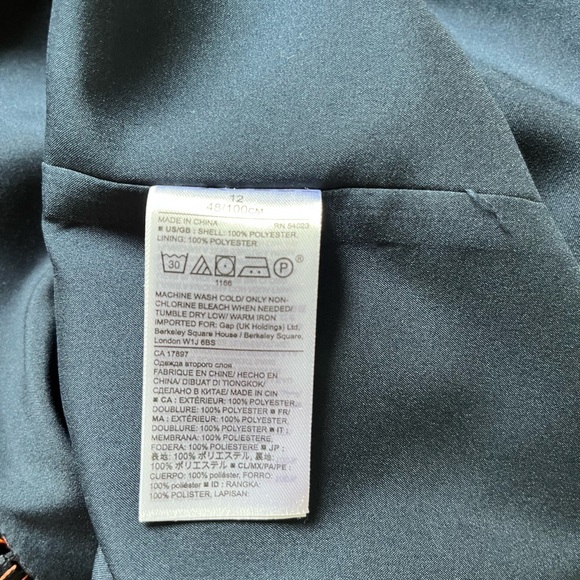 12
48/100см
MADE IN CHINA RN 54023
■ US/GB : SHELL: 100% POLYESTER,
LINING: 100% POLYESTER
30 P
1166
MACHINE WASH COLD/ ONLY NON-
CHLORINE BLEACH WHEN NEEDED/
TUMBLE DRY LOW/ WARM IRON
IMPORTED FOR: Gap (UK Holdings) Ltd,
Berkeley Square House / Berkeley Square,
London W1J 6BS
CA 17897
Одежда второго слоя
FABRIQUE EN CHINE/ HECHO EN
CHINA/ DIBUAT DI TIONGKOK/
СДЕЛАНО В КИТАЕ/ MADE IN CIN
■ CA : EXTÉRIEUR: 100% POLYESTER,
DOUBLURE: 100% POLYESTER ■ FR/
MA : EXTÉRIEUR: 100% POLYESTER,
DOUBLURE: 100% POLYESTER ■ IT :
MEMBRANA: 100% POLIESTERE,
FODERA: 100% POLIESTERE ■ JP :
表地: 100% ポリエステル, 裏地:
100% ポリエステル ■ CL/MX/PA/PE :
CUERPO: 100% poliéster, FORRO:
100% poliéster ■ ID : RANGKA:
100% POLISTER, LAPISAN: